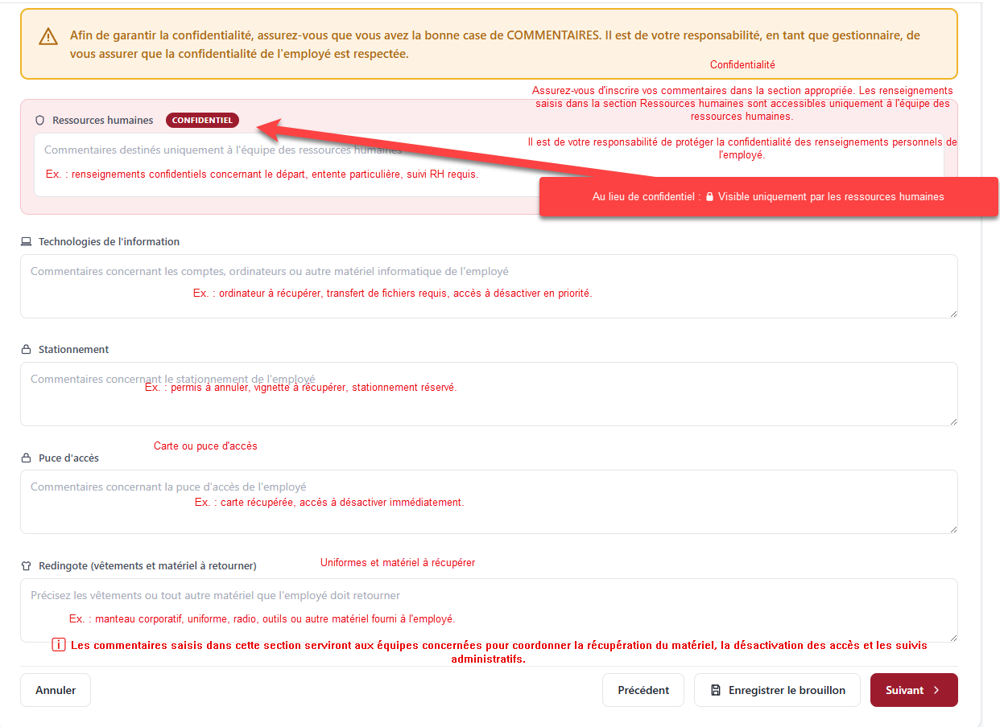 Afin de garantir la confidentialité, assurez-vous que vous avez la bonne case de COMMENTAIRES. Il est de votre responsabilité, en tant que gestionnaire, de
vous assurer que la confidentialité de l'employé est respectée.
Confidentialité
Assurez-vous d'inscrire vos commentaires dans la section appropriée. Les renseignements
saisis dans la section Ressources humaines sont accessibles uniquement à l'équipe des
ressources humaines.
Il est de votre responsabilité de protéger la confidentialité des renseignements personnels de
l'employé.
Ressources humaines CONFIDENTIEL
Commentaires destinés uniquement à l'équipe des ressources humaines
Ex. : renseignements confidentiels concernant le départ, entente particulière, suivi RH requis.
Au lieu de confidentiel : 🔒 Visible uniquement par les ressources humaines
Technologies de l'information
Commentaires concernant les comptes, ordinateurs ou autre matériel informatique de l'employé
Ex. : ordinateur à récupérer, transfert de fichiers requis, accès à désactiver en priorité.
Stationnement
Commentaires concernant le stationnement de l'employé
Ex. : permis à annuler, vignette à récupérer, stationnement réservé.
Carte ou puce d'accès
Puce d'accès
Commentaires concernant la puce d'accès de l'employé
Ex. : carte récupérée, accès à désactiver immédiatement.
Uniformes et matériel à récupérer
Redingote (vêtements et matériel à retourner)
Précisez les vêtements ou tout autre matériel que l'employé doit retourner
Ex. : manteau corporatif, uniforme, radio, outils ou autre matériel fourni à l'employé.
i Les commentaires saisis dans cette section serviront aux équipes concernées pour coordonner la récupération du matériel, la désactivation des accès et les suivis
administratifs.
Annuler
Précédent
Enregistrer le brouillon
Suivant